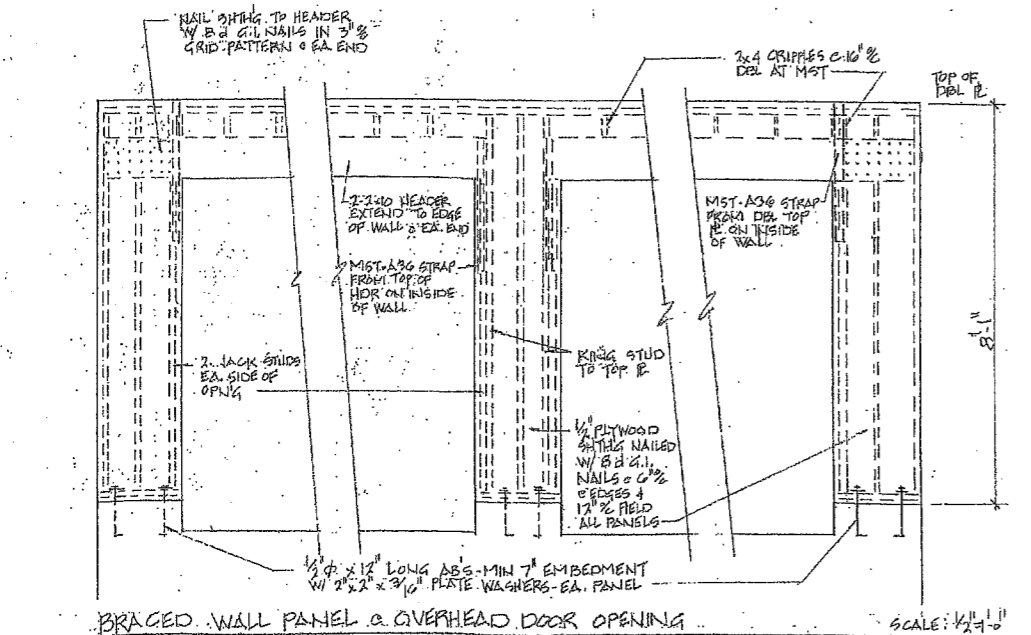 NAIL SHTHG. TO HEADER
W/ 8d G.I. NAILS IN 3" %
GRID PATTERN @ EA. END
2x4 CRIPPLES @ 16" %
DBL AT MST
TOP OF
DBL PL
2-2x10 HEADER
EXTEND TO EDGE
OF WALL @ EA. END
MST-A36 STRAP
FROM DBL TOP
PL ON INSIDE
OF WALL
MST-A36 STRAP
FROM TOP OF
HDR ON INSIDE
OF WALL
8'-1"
2 JACK STUDS
EA. SIDE OF
OPN'G
KING STUD
TO TOP PL
1/2" PLYWOOD
SHTHG NAILED
W/ 8d G.I.
NAILS @ 6" %
@ EDGES &
12" % FIELD
ALL PANELS
1/2" Φ x 12" LONG AB'S-MIN 7" EMBEDMENT
W/ 2"x2"x 3/16" PLATE WASHERS-EA. PANEL
BRACED WALL PANEL @ OVERHEAD DOOR OPENING
SCALE: 1/2"=1'-0"